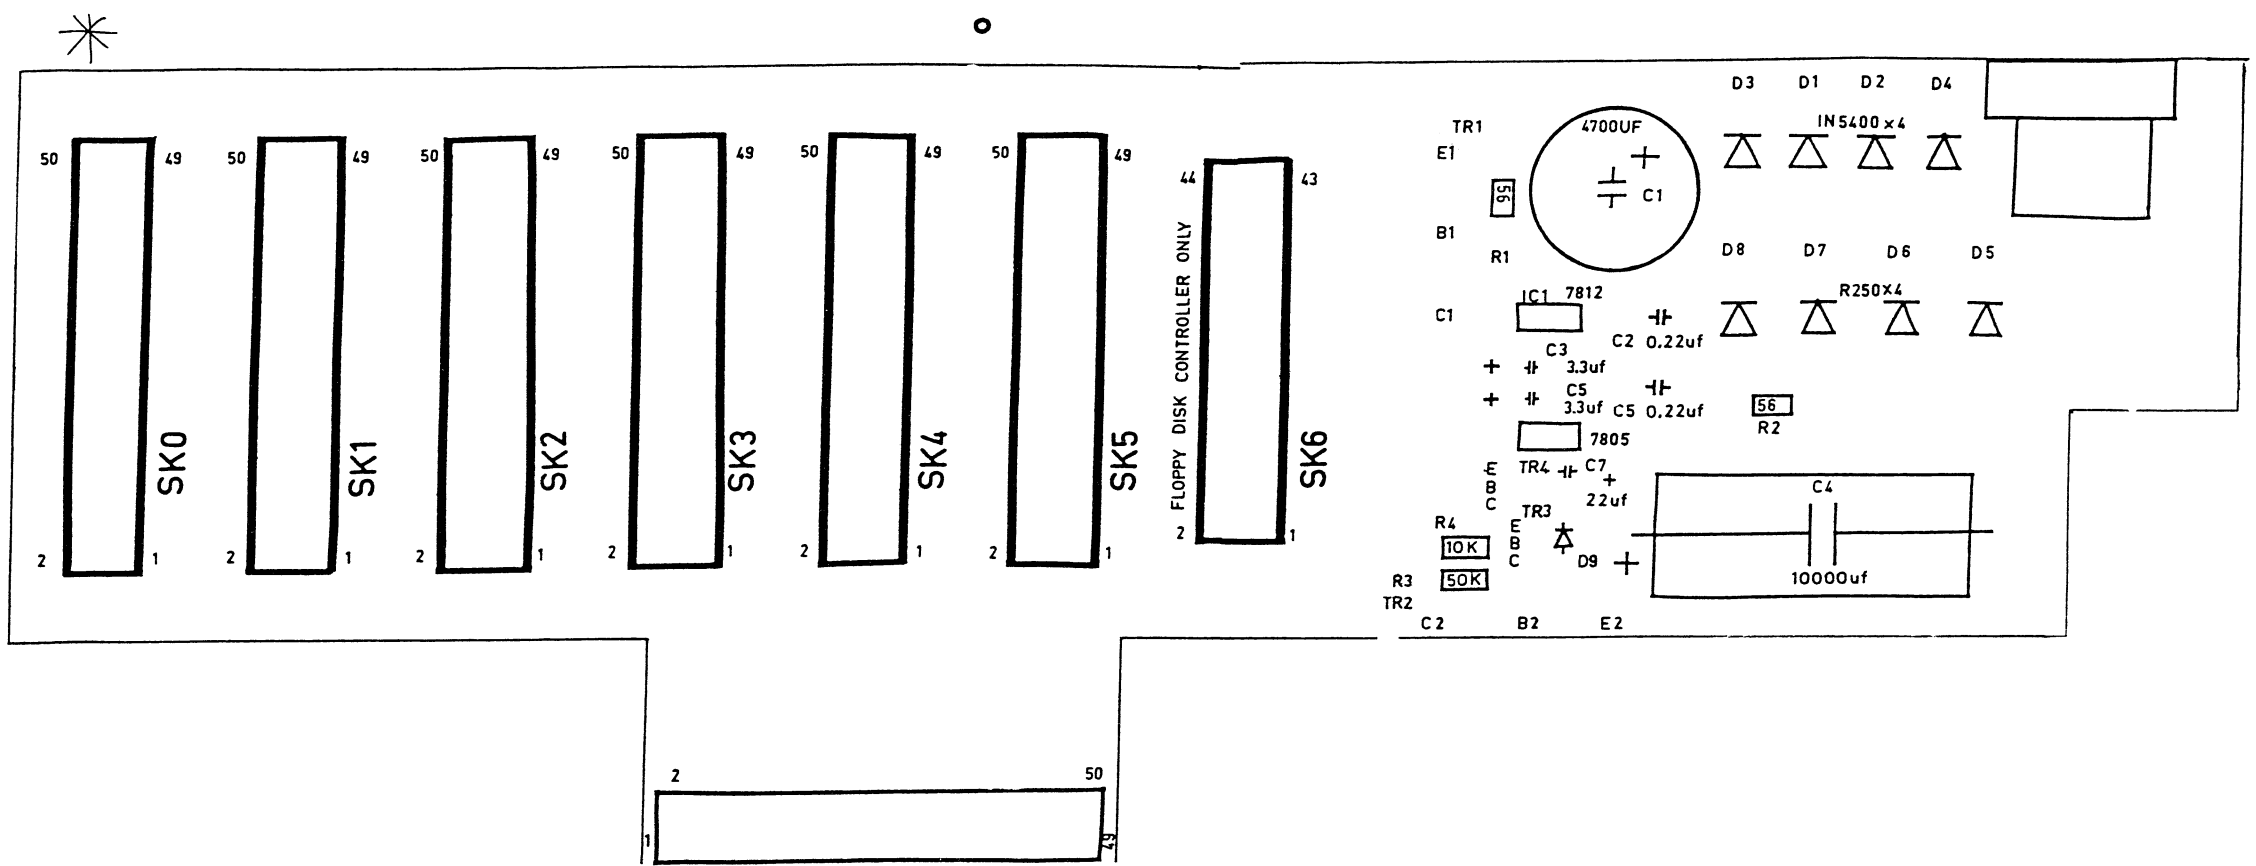 50
49
50
49
50
49
50
49
50
49
50
49
44
43
FLOPPY DISK CONTROLLER ONLY
SK0
SK1
SK2
SK3
SK4
SK5
SK6
2
1
2
1
2
1
2
1
2
1
2
1
2
1
2
50
1
49
D3 D1 D2 D4
IN5400×4
TR1
E1
4700UF
+
C1
56
B1
R1
D8 D7 D6 D5
R250×4
IC1 7812
C1
C2 0.22uf
C3
+ 3.3uf
C5
+ 3.3uf
C5 0.22uf
56
R2
7805
E
B
C
TR4
C7
+
22uf
TR3
E
B
C
D9
R4
10K
R3
50K
TR2
C2 B2 E2
C4
+
10000uf